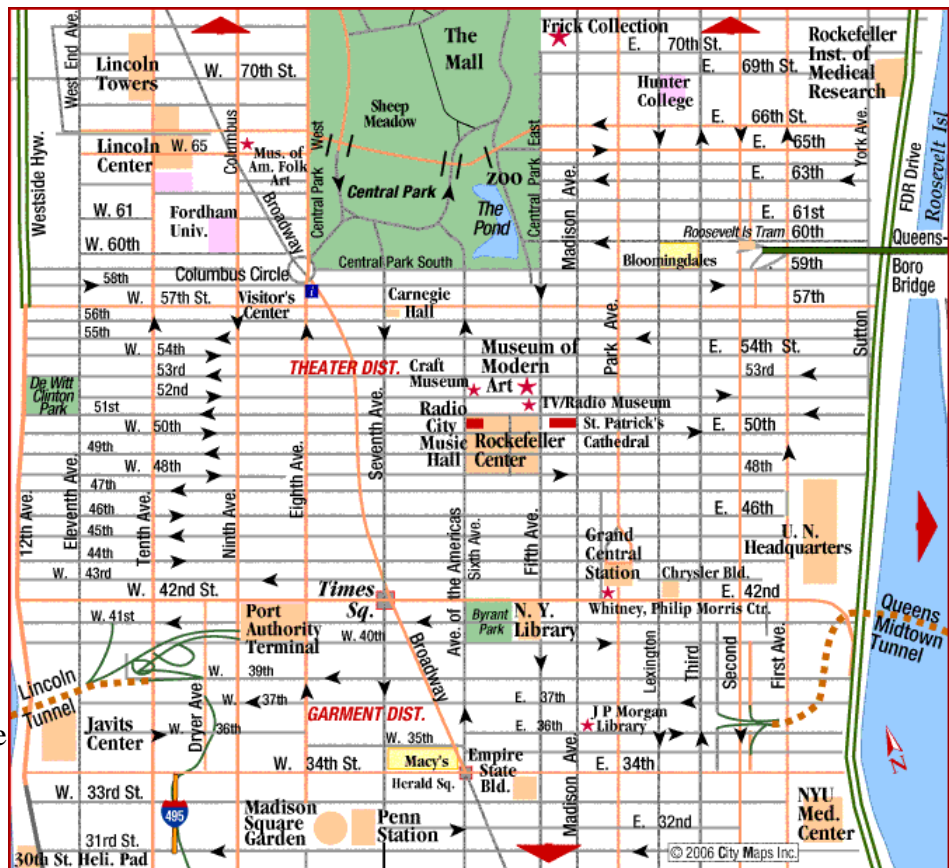 West End Ave.
Lincoln
Towers
W. 70th St.
The
Mall
Frick Collection
E. 70th St.
E. 69th St.
Rockefeller
Inst. of
Medical
Research
Hunter
College
Sheep
Meadow
E. 66th St.
E. 65th
E. 63th
York Ave.
Roosevelt Isl
FDR Drive
Westside Hyw.
Lincoln
Center
W. 65
Columbus
Mus. of
Am. Folk
Art
Central Park West
Central Park
ZOO
The
Pond
Central Park East
Madison Ave.
W. 61
Fordham
Univ.
Broadway
E. 61st
Roosevelt Is Tram
60th
W. 60th
Columbus Circle
Central Park South
Bloomingdales
59th
Queens-
Boro
Bridge
58th
W. 57th St.
Visitor's
Center
i
Carnegie
Hall
57th
56th
55th
W. 54th
53rd
52nd
51st
W. 50th
49th
W. 48th
47th
46th
45th
44th
W. 43rd
W. 42nd St.
De Witt
Clinton
Park
THEATER DIST.
Craft
Museum
Museum of
Modern
Art
Park Ave.
E. 54th St.
53rd
Sutton
TV/Radio Museum
Radio
City
Music
Hall
Rockefeller
Center
St. Patrick's
Cathedral
E. 50th
48th
E. 46th
12th Ave.
Eleventh Ave.
Tenth Ave.
Ninth Ave.
Eighth Ave.
Seventh Ave.
Ave. of the Americas
Sixth Ave.
Fifth Ave.
Grand
Central
Station
Chrysler Bld.
U. N.
Headquarters
E. 42nd
Times
Sq.
Whitney, Philip Morris Ctr.
W. 41st
Port
Authority
Terminal
W. 40th
Byrant
Park
N. Y.
Library
Queens
Midtown
Tunnel
Broadway
Lexington
Third
Second
First Ave.
W. 39th
Lincoln
Tunnel
W. 37th
E. 37th
GARMENT DIST.
Dryer Ave
W. 36th
E. 36th
J P Morgan
Library
Javits
Center
W. 35th
Macy's
Herald Sq.
Empire
State
Bld.
W. 34th St.
E. 34th
Madison Ave.
W. 33rd St.
495
Madison
Square
Garden
Penn
Station
E. 32nd
NYU
Med.
Center
31rd St.
30th St. Heli. Pad
N
© 2006 City Maps Inc.
e